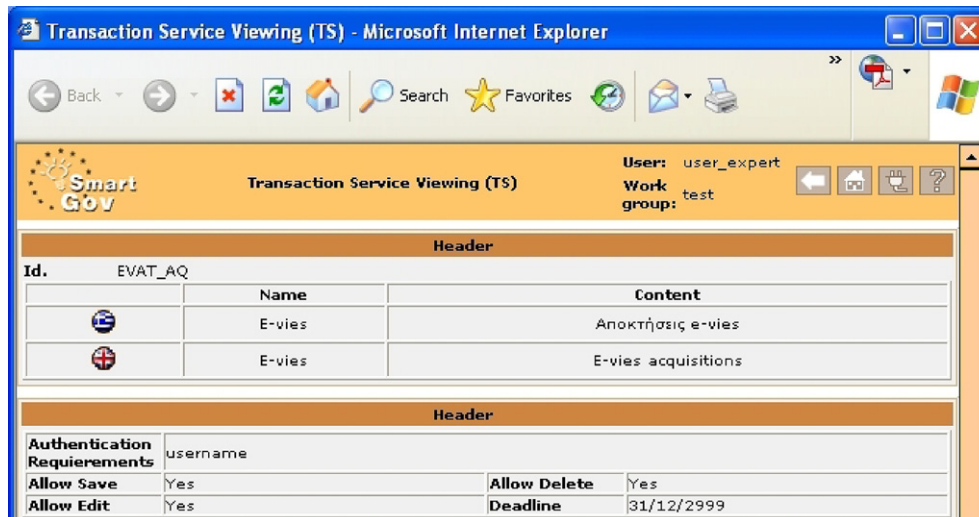 Transaction Service Viewing (TS) - Microsoft Internet Explorer
Back Search Favorites »
Smart Gov
Transaction Service Viewing (TS)
User: user_expert
Work group: test
Header
Id. EVAT_AQ
Name Content
E-vies Αποκτήσεις e-vies
E-vies E-vies acquisitions
Header
Authentication Requierements username
Allow Save Yes Allow Delete Yes
Allow Edit Yes Deadline 31/12/2999